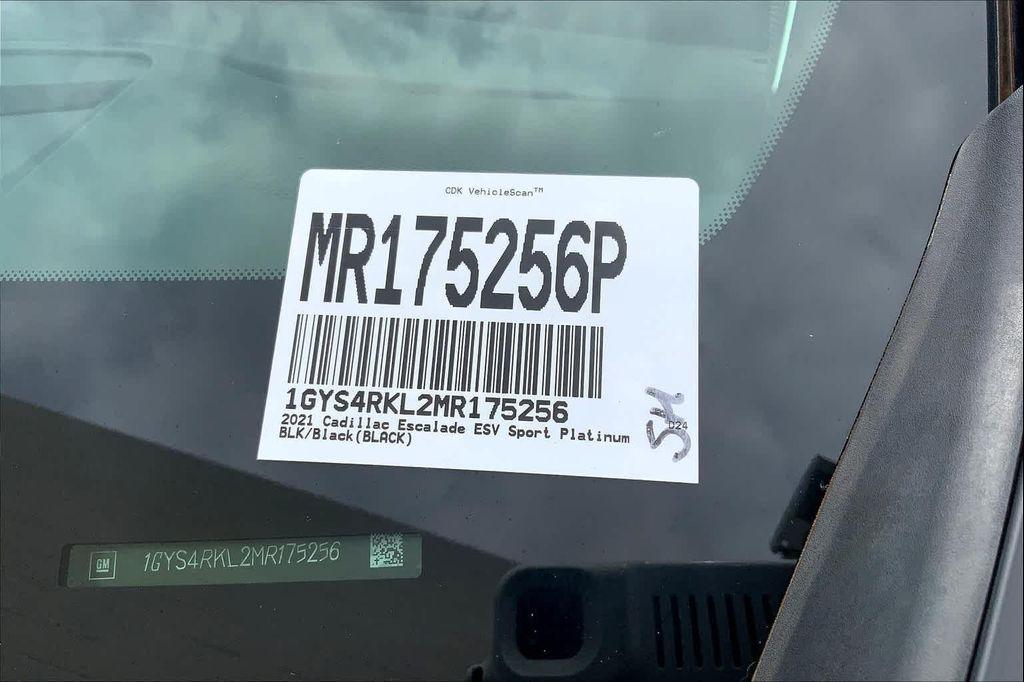 CDK VehicleScan™
MR175256P
1GYS4RKL2MR175256
2021 Cadillac Escalade ESV Sport Platinum
BLK/Black(BLACK)
D24
GM
1GYS4RKL2MR175256